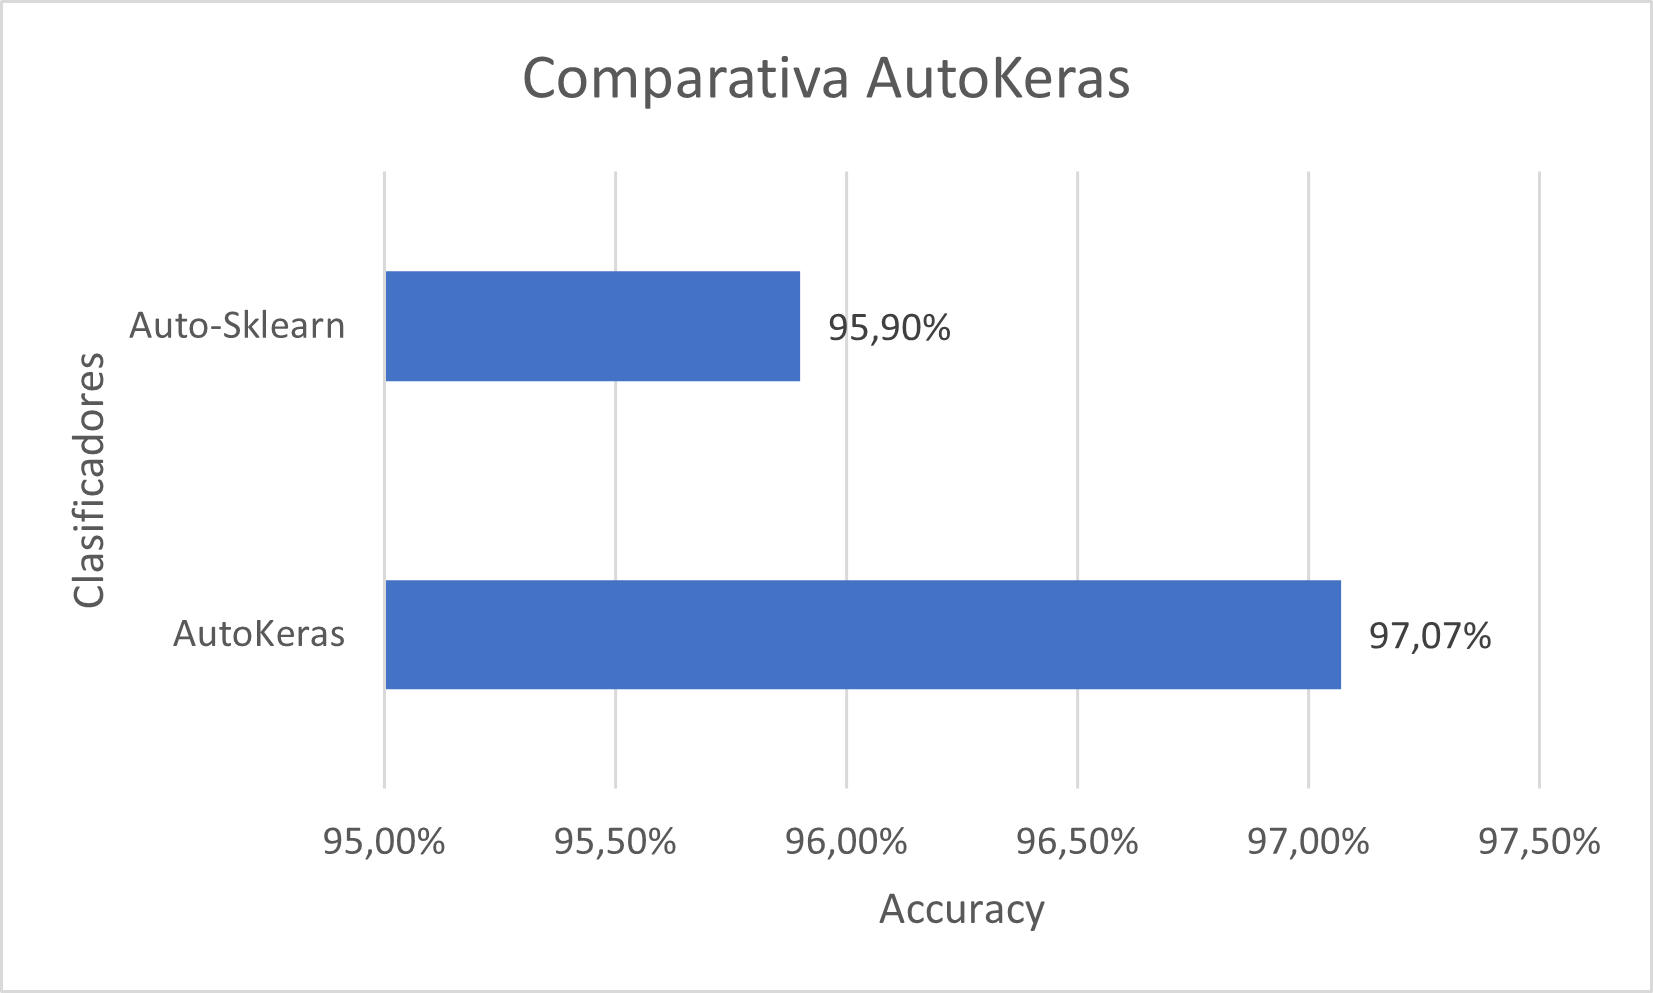 Comparativa AutoKeras
Clasificadores
Auto-Sklearn
95,90%
AutoKeras
97,07%
95,00% 95,50% 96,00% 96,50% 97,00% 97,50%
Accuracy